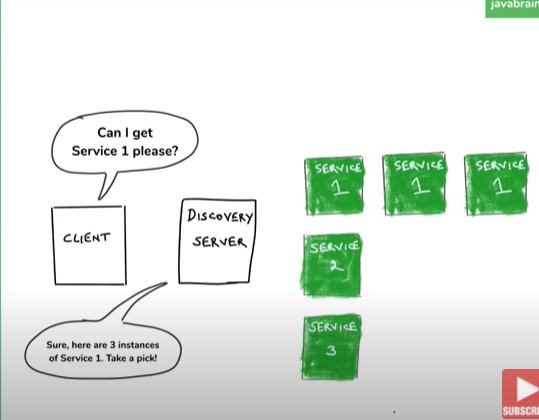 javabrain
Can I get
Service 1 please?
CLIENT
DISCOVERY
SERVER
Sure, here are 3 instances
of Service 1. Take a pick!
SERVICE
1
SERVICE
1
SERVICE
1
SERVICE
2
SERVICE
3
SUBSCR